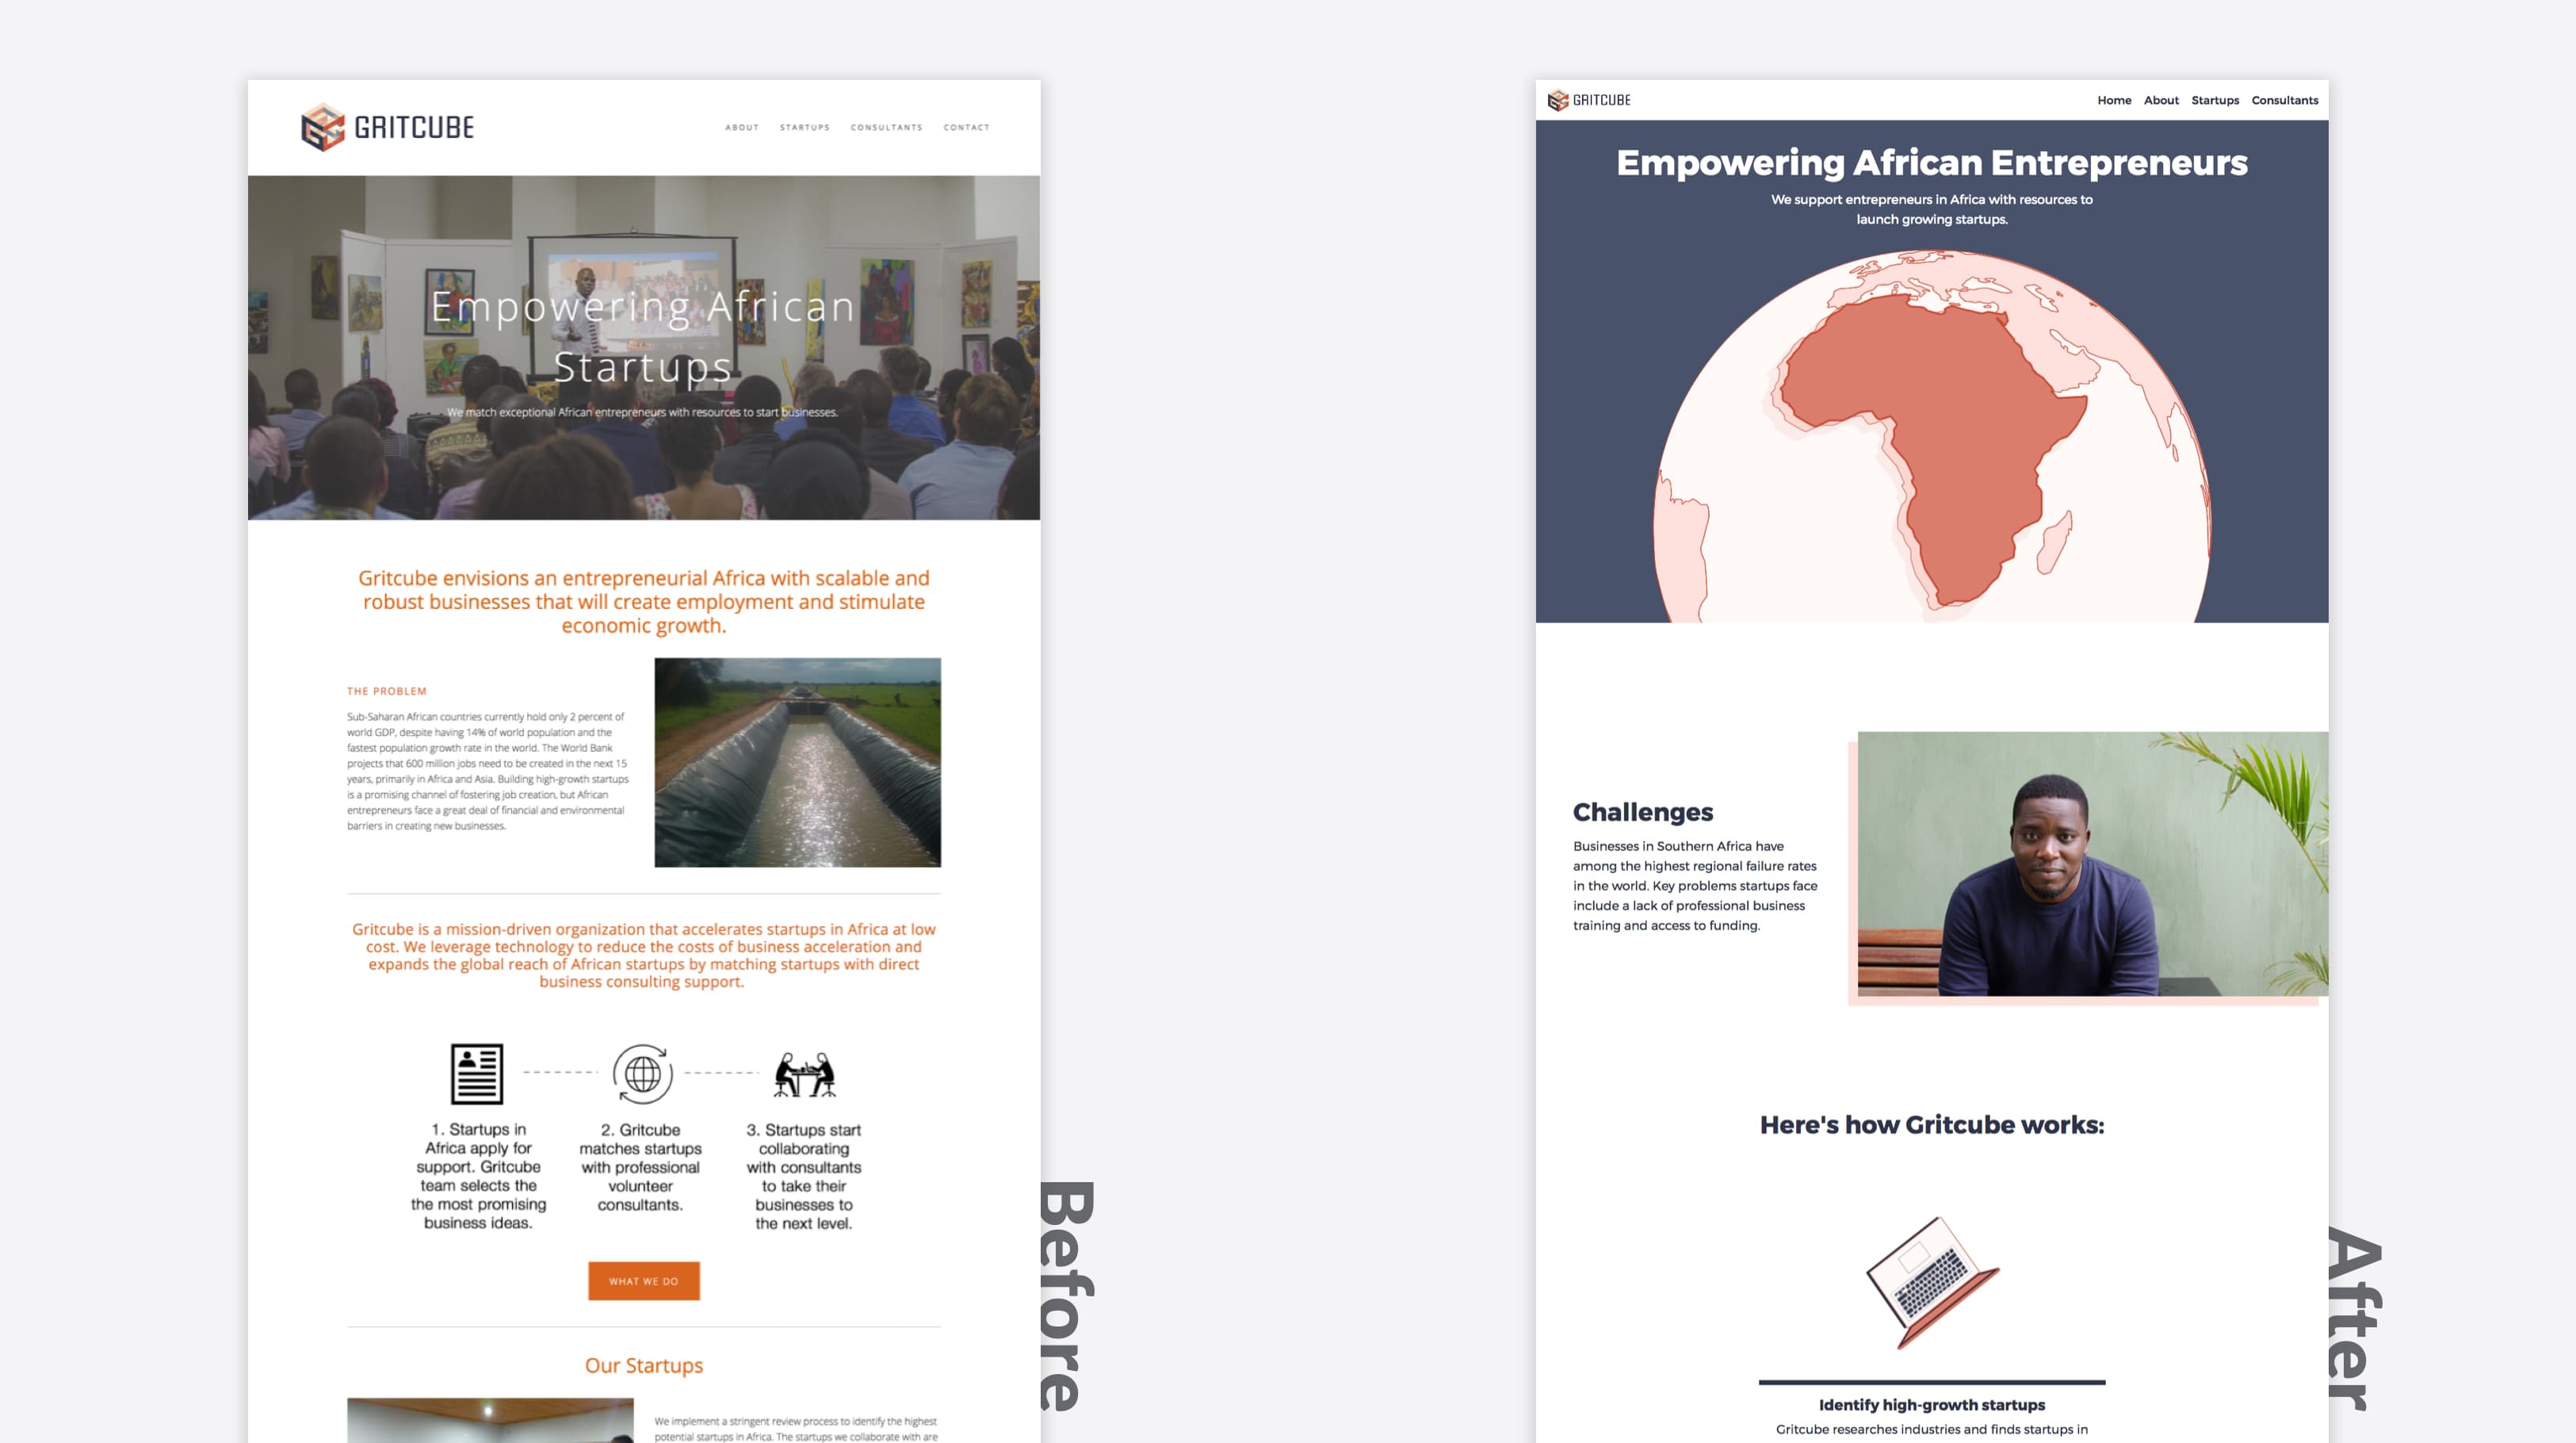 GRITCUBE
ABOUT STARTUPS CONSULTANTS CONTACT
Empowering African
Startups
We match exceptional African entrepreneurs with resources to start businesses.
Gritcube envisions an entrepreneurial Africa with scalable and
robust businesses that will create employment and stimulate
economic growth.
THE PROBLEM
Sub-Saharan African countries currently hold only 2 percent of
world GDP, despite having 14% of world population and the
fastest population growth rate in the world. The World Bank
projects that 600 million jobs need to be created in the next 15
years, primarily in Africa and Asia. Building high-growth startups
is a promising channel of fostering job creation, but African
entrepreneurs face a great deal of financial and environmental
barriers in creating new businesses.
Gritcube is a mission-driven organization that accelerates startups in Africa at low
cost. We leverage technology to reduce the costs of business acceleration and
expands the global reach of African startups by matching startups with direct
business consulting support.
1. Startups in
Africa apply for
support. Gritcube
team selects the
the most promising
business ideas.
2. Gritcube
matches startups
with professional
volunteer
consultants.
3. Startups start
collaborating
with consultants
to take their
businesses to
the next level.
WHAT WE DO
Our Startups
We implement a stringent review process to identify the highest
potential startups in Africa. The startups we collaborate with are
Before
GRITCUBE
Home About Startups Consultants
Empowering African Entrepreneurs
We support entrepreneurs in Africa with resources to
launch growing startups.
Challenges
Businesses in Southern Africa have
among the highest regional failure rates
in the world. Key problems startups face
include a lack of professional business
training and access to funding.
Here's how Gritcube works:
Identify high-growth startups
Gritcube researches industries and finds startups in
After